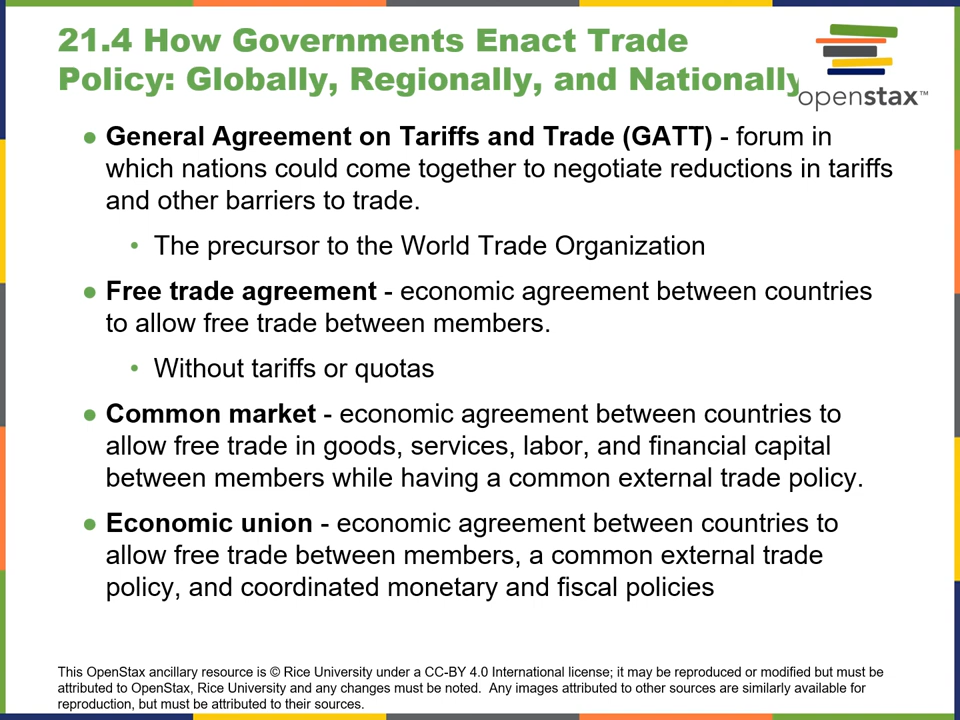 21.4 How Governments Enact Trade
Policy: Globally, Regionally, and Nationally
openstax™
● General Agreement on Tariffs and Trade (GATT) - forum in
which nations could come together to negotiate reductions in tariffs
and other barriers to trade.
• The precursor to the World Trade Organization
● Free trade agreement - economic agreement between countries
to allow free trade between members.
• Without tariffs or quotas
● Common market - economic agreement between countries to
allow free trade in goods, services, labor, and financial capital
between members while having a common external trade policy.
● Economic union - economic agreement between countries to
allow free trade between members, a common external trade
policy, and coordinated monetary and fiscal policies
This OpenStax ancillary resource is © Rice University under a CC-BY 4.0 International license; it may be reproduced or modified but must be
attributed to OpenStax, Rice University and any changes must be noted.  Any images attributed to other sources are similarly available for
reproduction, but must be attributed to their sources.